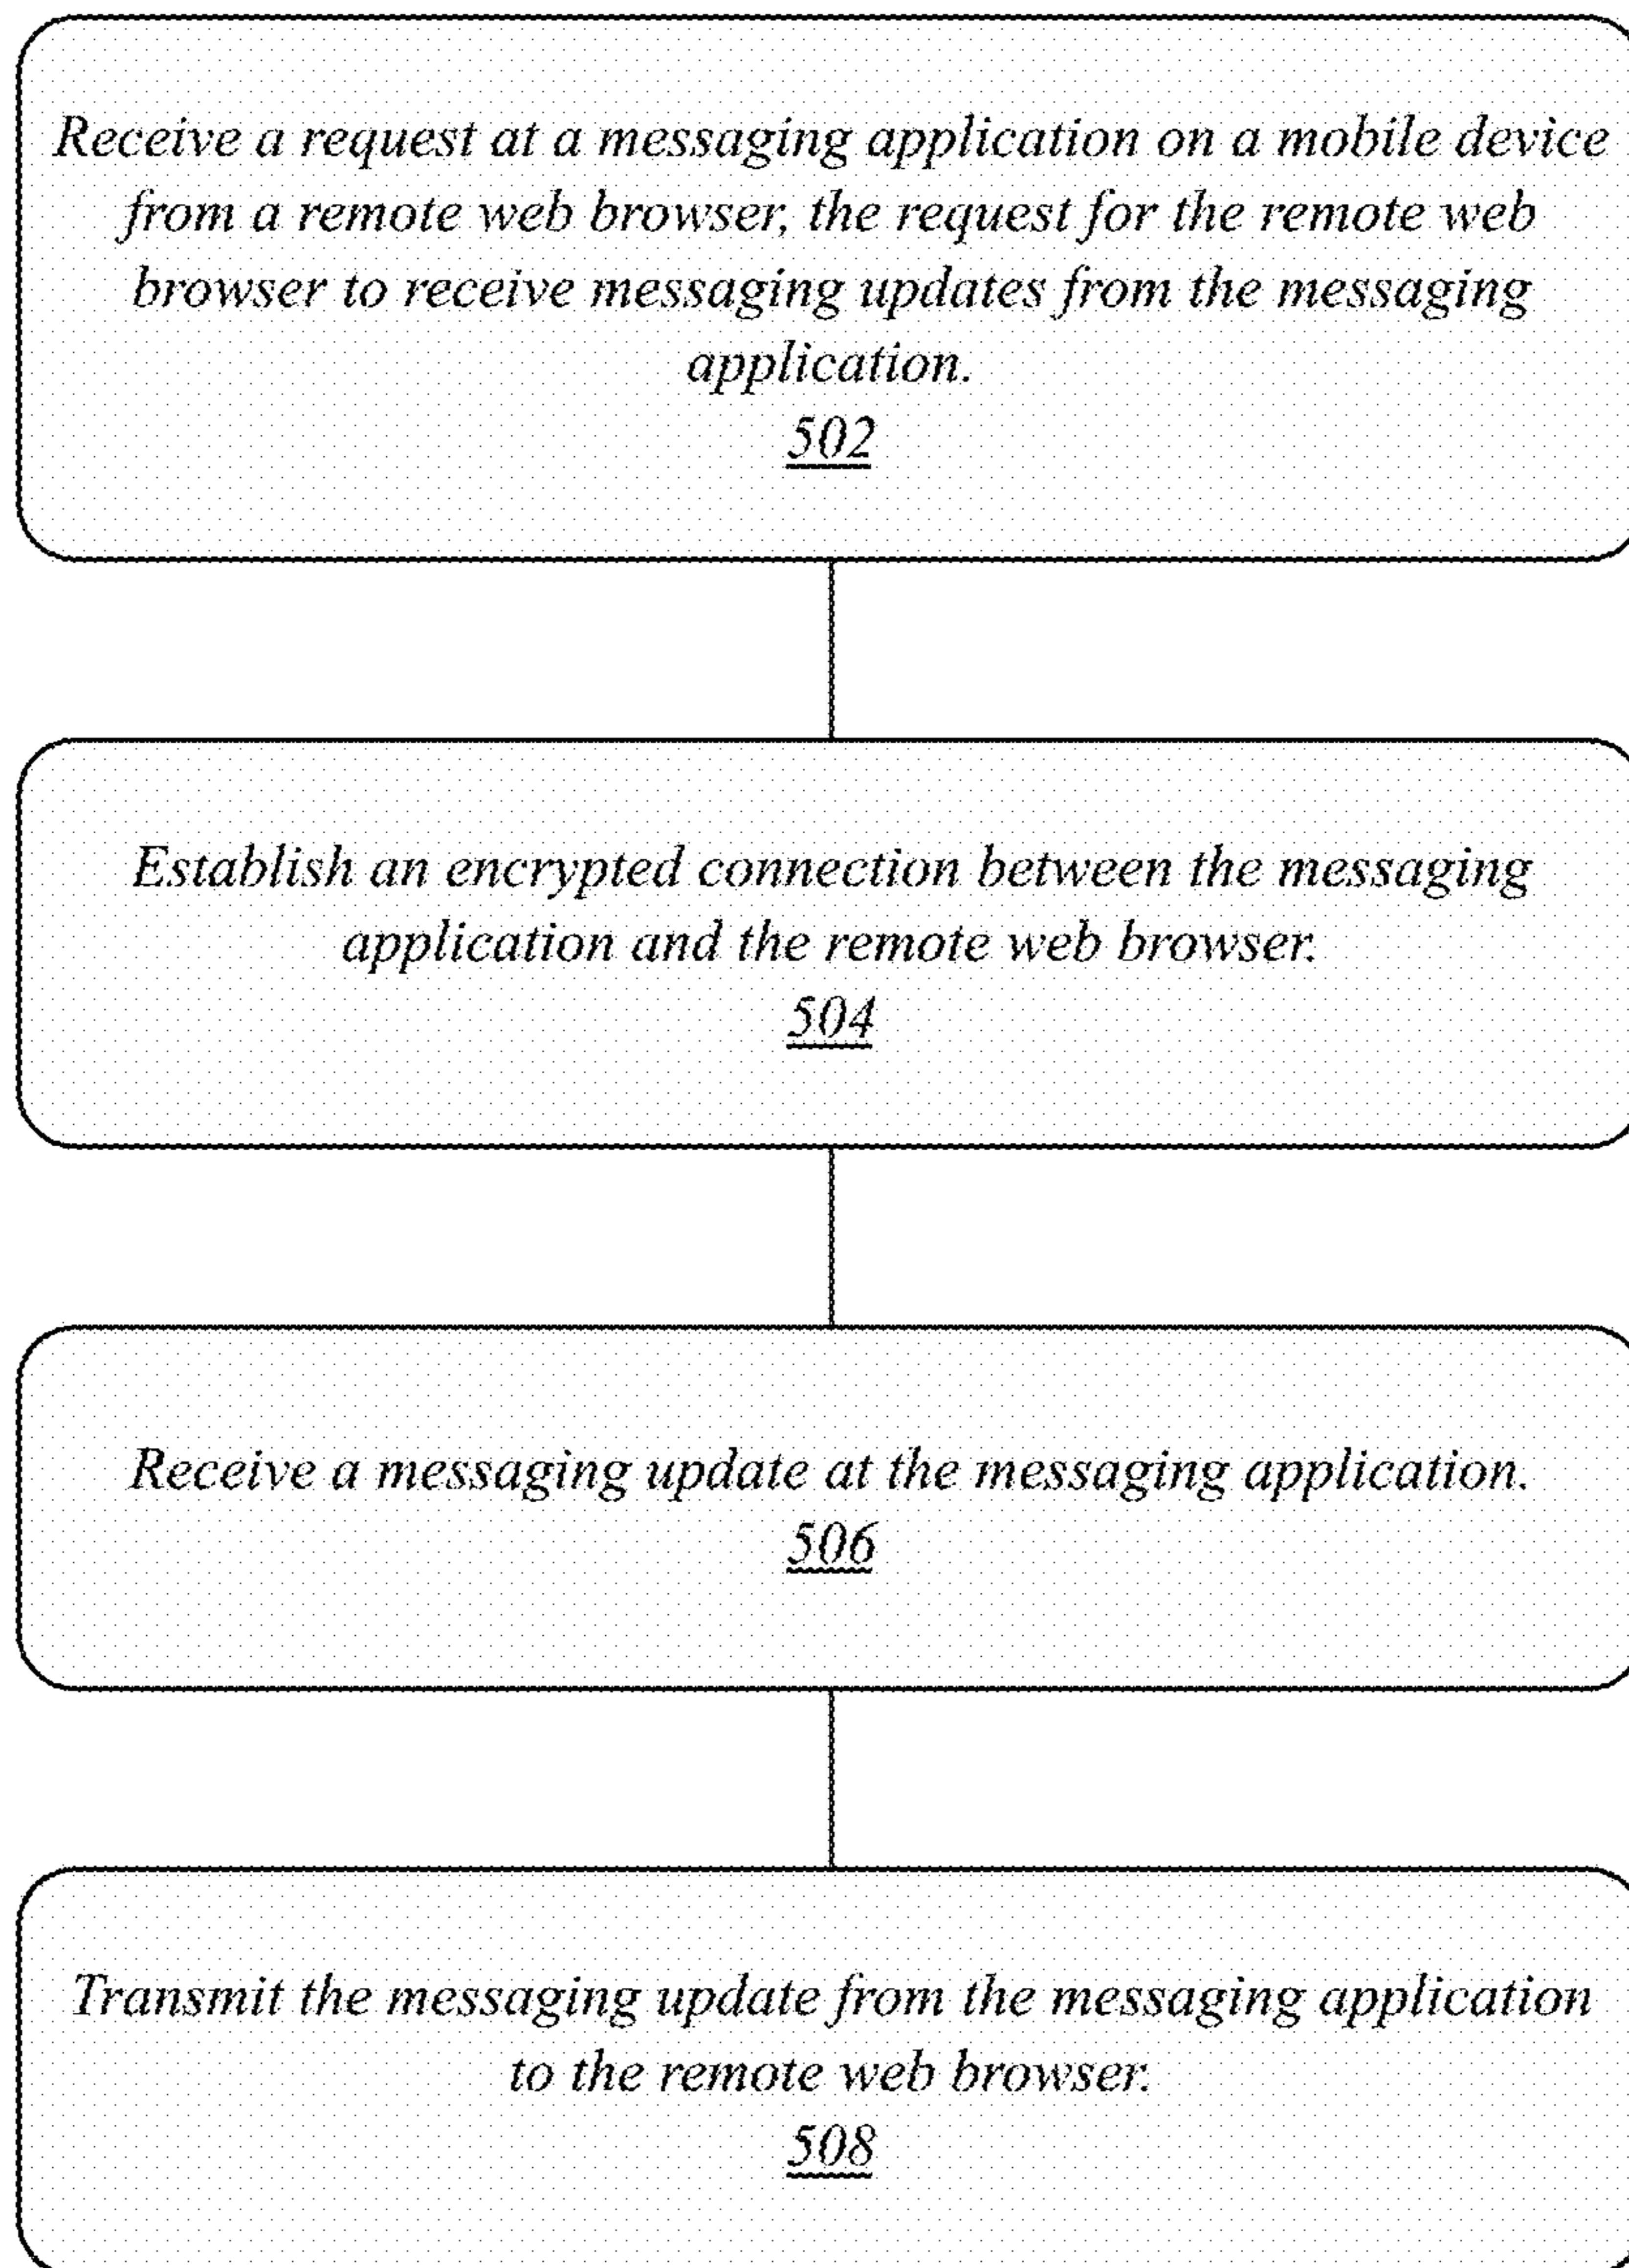 Receive a request at a messaging application on a mobile device
from a remote web browser, the request for the remote web
browser to receive messaging updates from the messaging
application.
502
Establish an encrypted connection between the messaging
application and the remote web browser.
504
Receive a messaging update at the messaging application.
506
Transmit the messaging update from the messaging application
to the remote web browser.
508